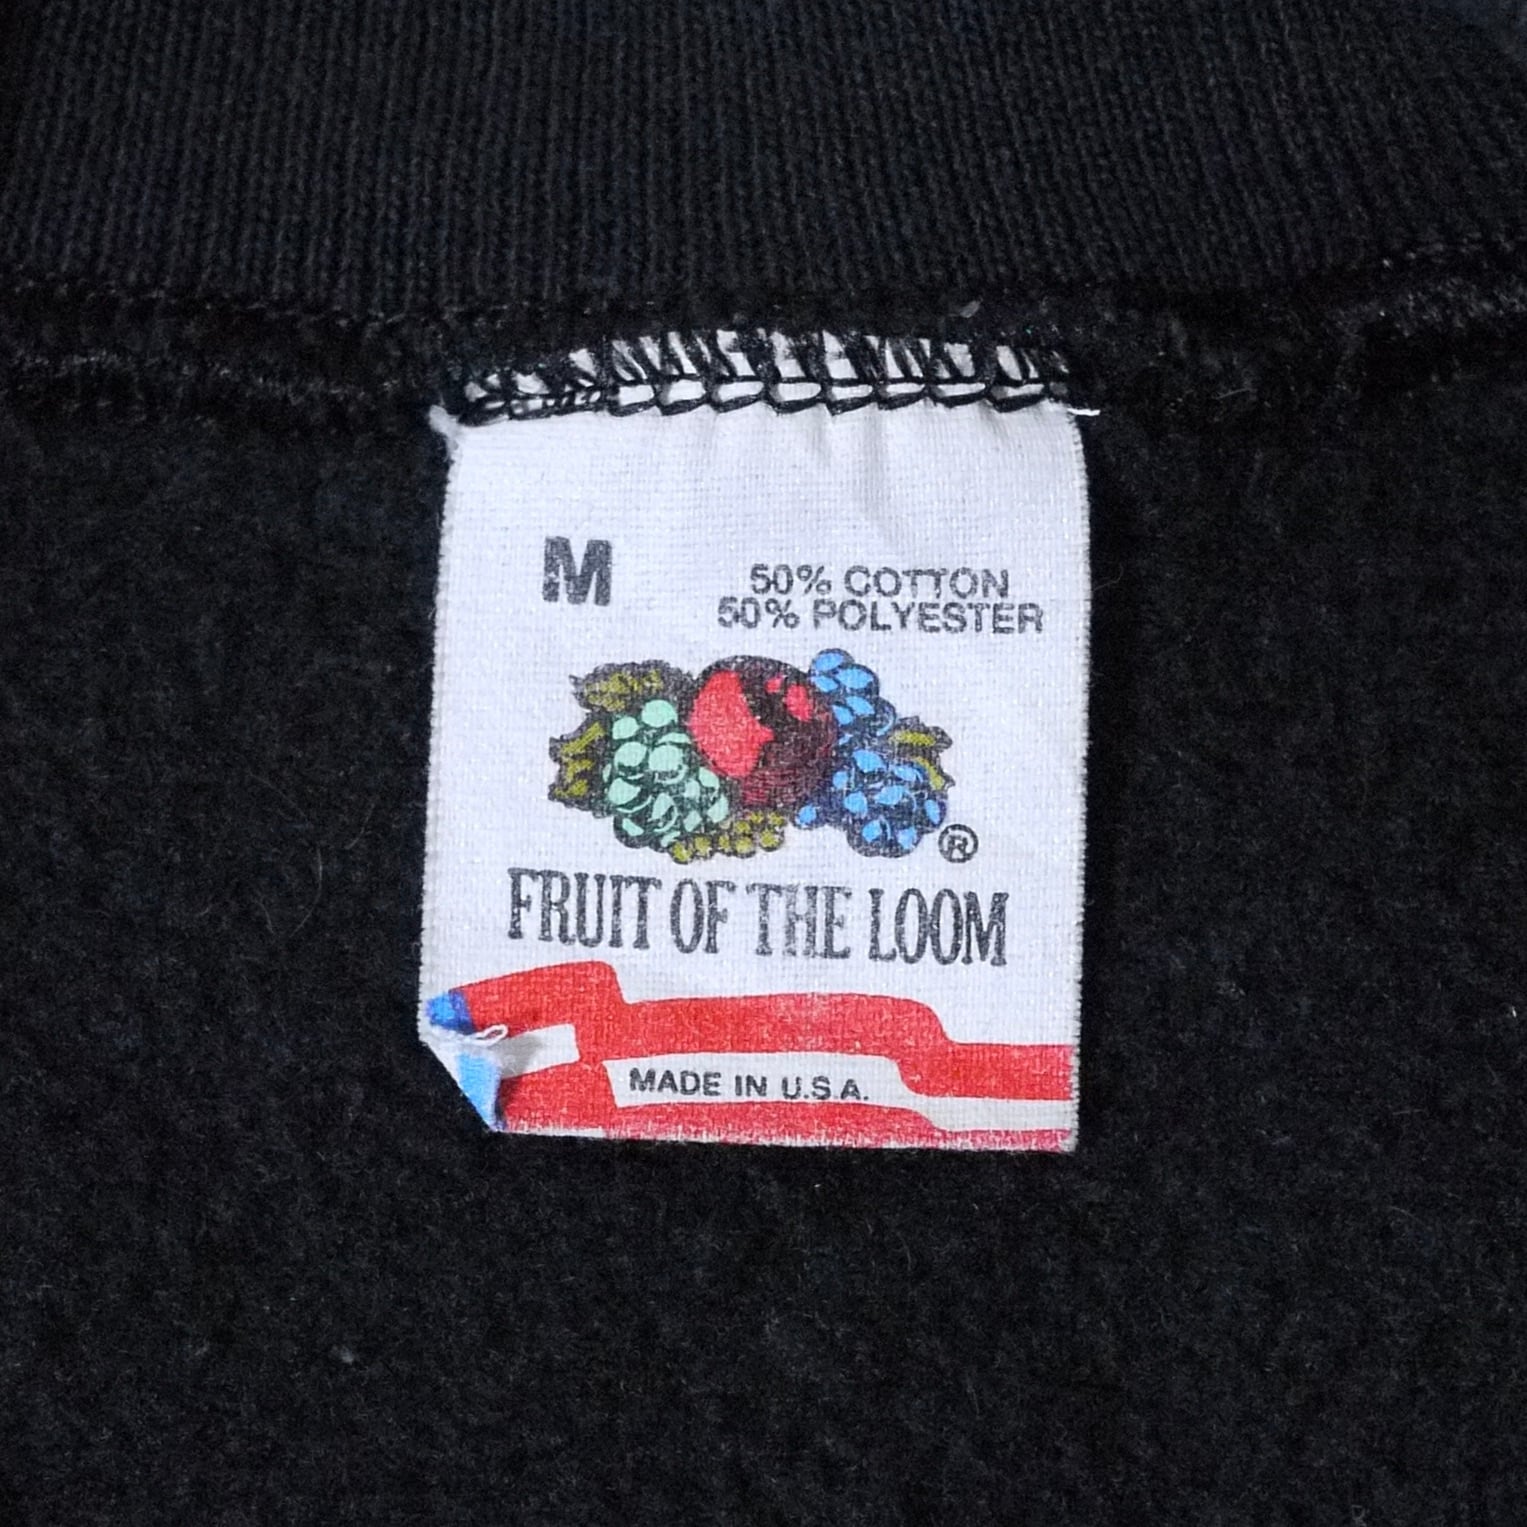 M
50% COTTON
50% POLYESTER
®
FRUIT OF THE LOOM
MADE IN U.S.A.